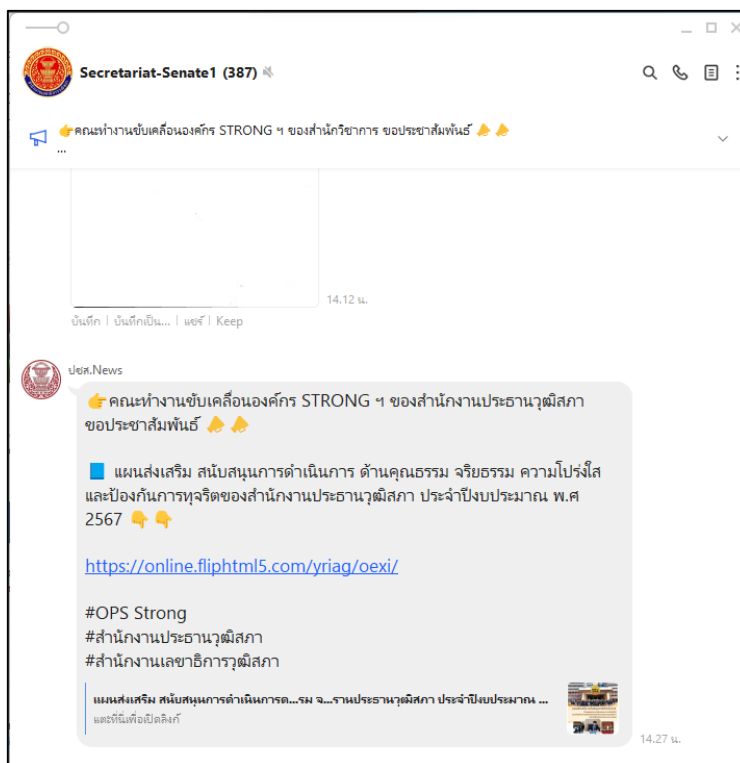 Secretariat-Senate1 (387)
👉คณะทำงานขับเคลื่อนองค์กร STRONG ฯ ของสำนักวิชาการ ขอประชาสัมพันธ์ 📣 📣
...
14.12 น.
บันทึก | บันทึกเป็น... | แชร์ | Keep
ปชส.News
👉คณะทำงานขับเคลื่อนองค์กร STRONG ฯ ของสำนักงานประธานวุฒิสภา
ขอประชาสัมพันธ์ 📣 📣
📘 แผนส่งเสริม สนับสนุนการดำเนินการ ด้านคุณธรรม จริยธรรม ความโปร่งใส
และป้องกันการทุจริตของสำนักงานประธานวุฒิสภา ประจำปีงบประมาณ พ.ศ
2567 👇 👇
https://online.fliphtml5.com/yriag/oexi/
#OPS Strong
#สำนักงานประธานวุฒิสภา
#สำนักงานเลขาธิการวุฒิสภา
แผนส่งเสริม สนับสนุนการดำเนินการด...รม จ...รานประธานวุฒิสภา ประจำปีงบประมาณ ...
แตะที่นี่เพื่อเปิดลิงก์
14.27 น.